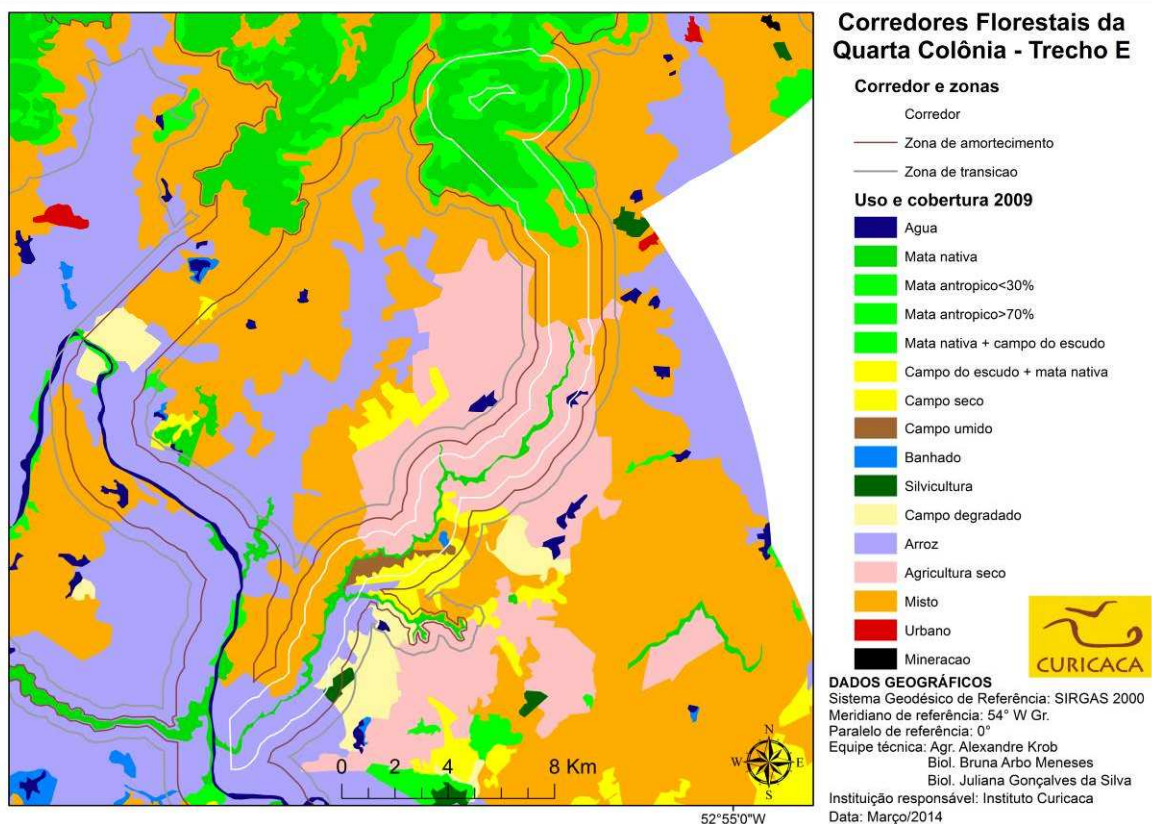 Corredores Florestais da
Quarta Colônia - Trecho E
Corredor e zonas
Corredor
Zona de amortecimento
Zona de transicao
Uso e cobertura 2009
Agua
Mata nativa
Mata antropico<30%
Mata antropico>70%
Mata nativa + campo do escudo
Campo do escudo + mata nativa
Campo seco
Campo umido
Banhado
Silvicultura
Campo degradado
Arroz
Agricultura seco
Misto
Urbano
Mineracao
CURICACA
DADOS GEOGRÁFICOS
Sistema Geodésico de Referência: SIRGAS 2000
Meridiano de referência: 54° W Gr.
Paralelo de referência: 0°
Equipe técnica: Agr. Alexandre Krob
Biol. Bruna Arbo Meneses
Biol. Juliana Gonçalves da Silva
Instituição responsável: Instituto Curicaca
Data: Março/2014
0 2 4 8 Km
N
W E
S
52°55'0"W